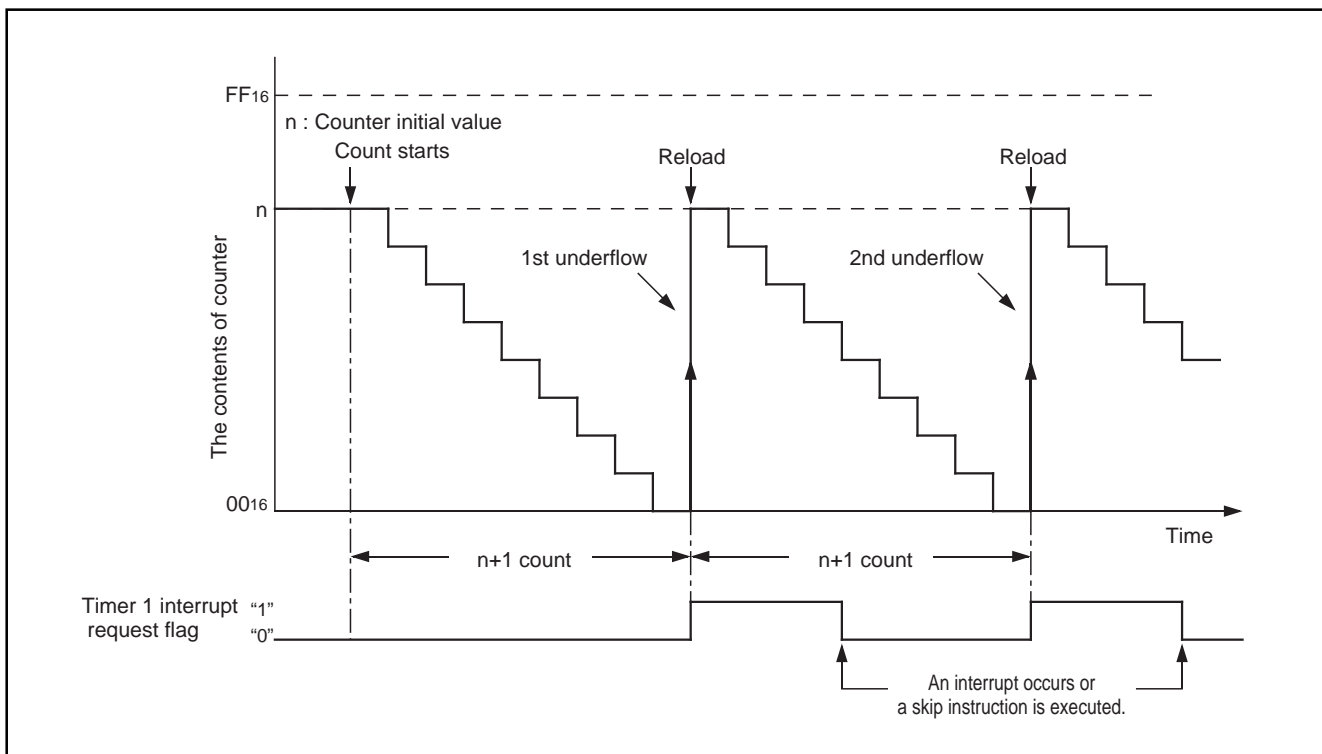 FF16
n : Counter initial value
Count starts
Reload
Reload
n
The contents of counter
1st underflow
2nd underflow
0016
Time
n+1 count
n+1 count
Timer 1 interrupt
request flag
“1”
“0”
An interrupt occurs or
a skip instruction is executed.